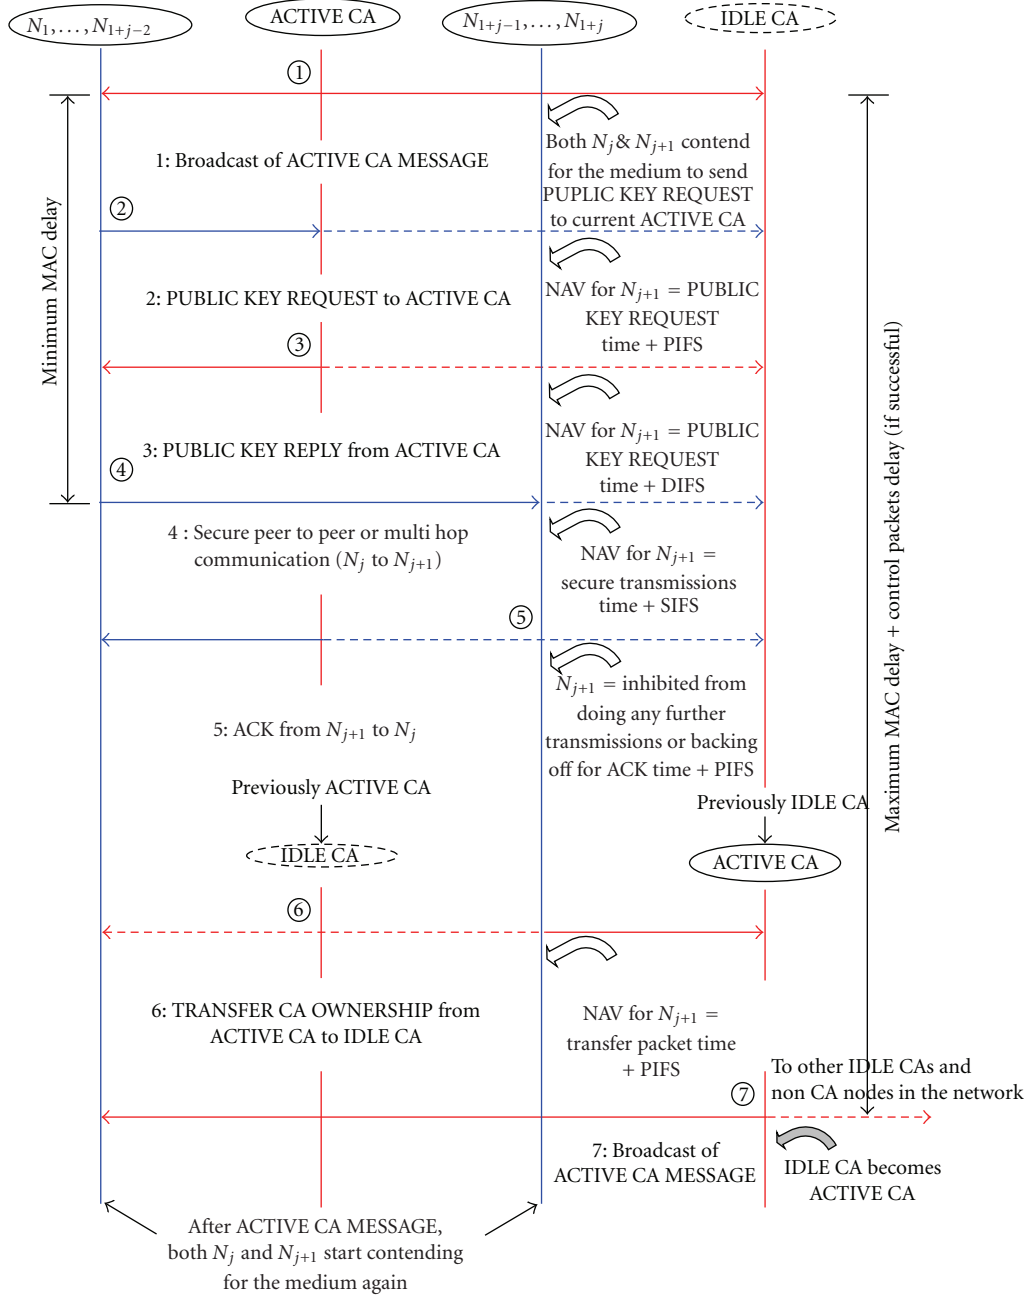 N1,...,N1+j−2
ACTIVE CA
N1+j−1,...,N1+j
IDLE CA
1
Both Nj& Nj+1 contend
for the medium to send
PUPLIC KEY REQUEST
to current ACTIVE CA
1: Broadcast of ACTIVE CA MESSAGE
Minimum MAC delay
2
2: PUBLIC KEY REQUEST to ACTIVE CA
NAV for Nj+1 = PUBLIC
KEY REQUEST
time + PIFS
3
3: PUBLIC KEY REPLY from ACTIVE CA
NAV for Nj+1 = PUBLIC
KEY REQUEST
time + DIFS
4
4 : Secure peer to peer or multi hop
communication (Nj to Nj+1)
NAV for Nj+1 =
secure transmissions
time + SIFS
Maximum MAC delay + control packets delay (if successful)
5
5: ACK from Nj+1 to Nj
Nj+1 = inhibited from
doing any further
transmissions or backing
off for ACK time + PIFS
Previously ACTIVE CA
IDLE CA
Previously IDLE CA
ACTIVE CA
6
6: TRANSFER CA OWNERSHIP from
ACTIVE CA to IDLE CA
NAV for Nj+1 =
transfer packet time
+ PIFS
To other IDLE CAs and
non CA nodes in the network
7
7: Broadcast of
ACTIVE CA MESSAGE
IDLE CA becomes
ACTIVE CA
After ACTIVE CA MESSAGE,
both Nj and Nj+1 start contending
for the medium again